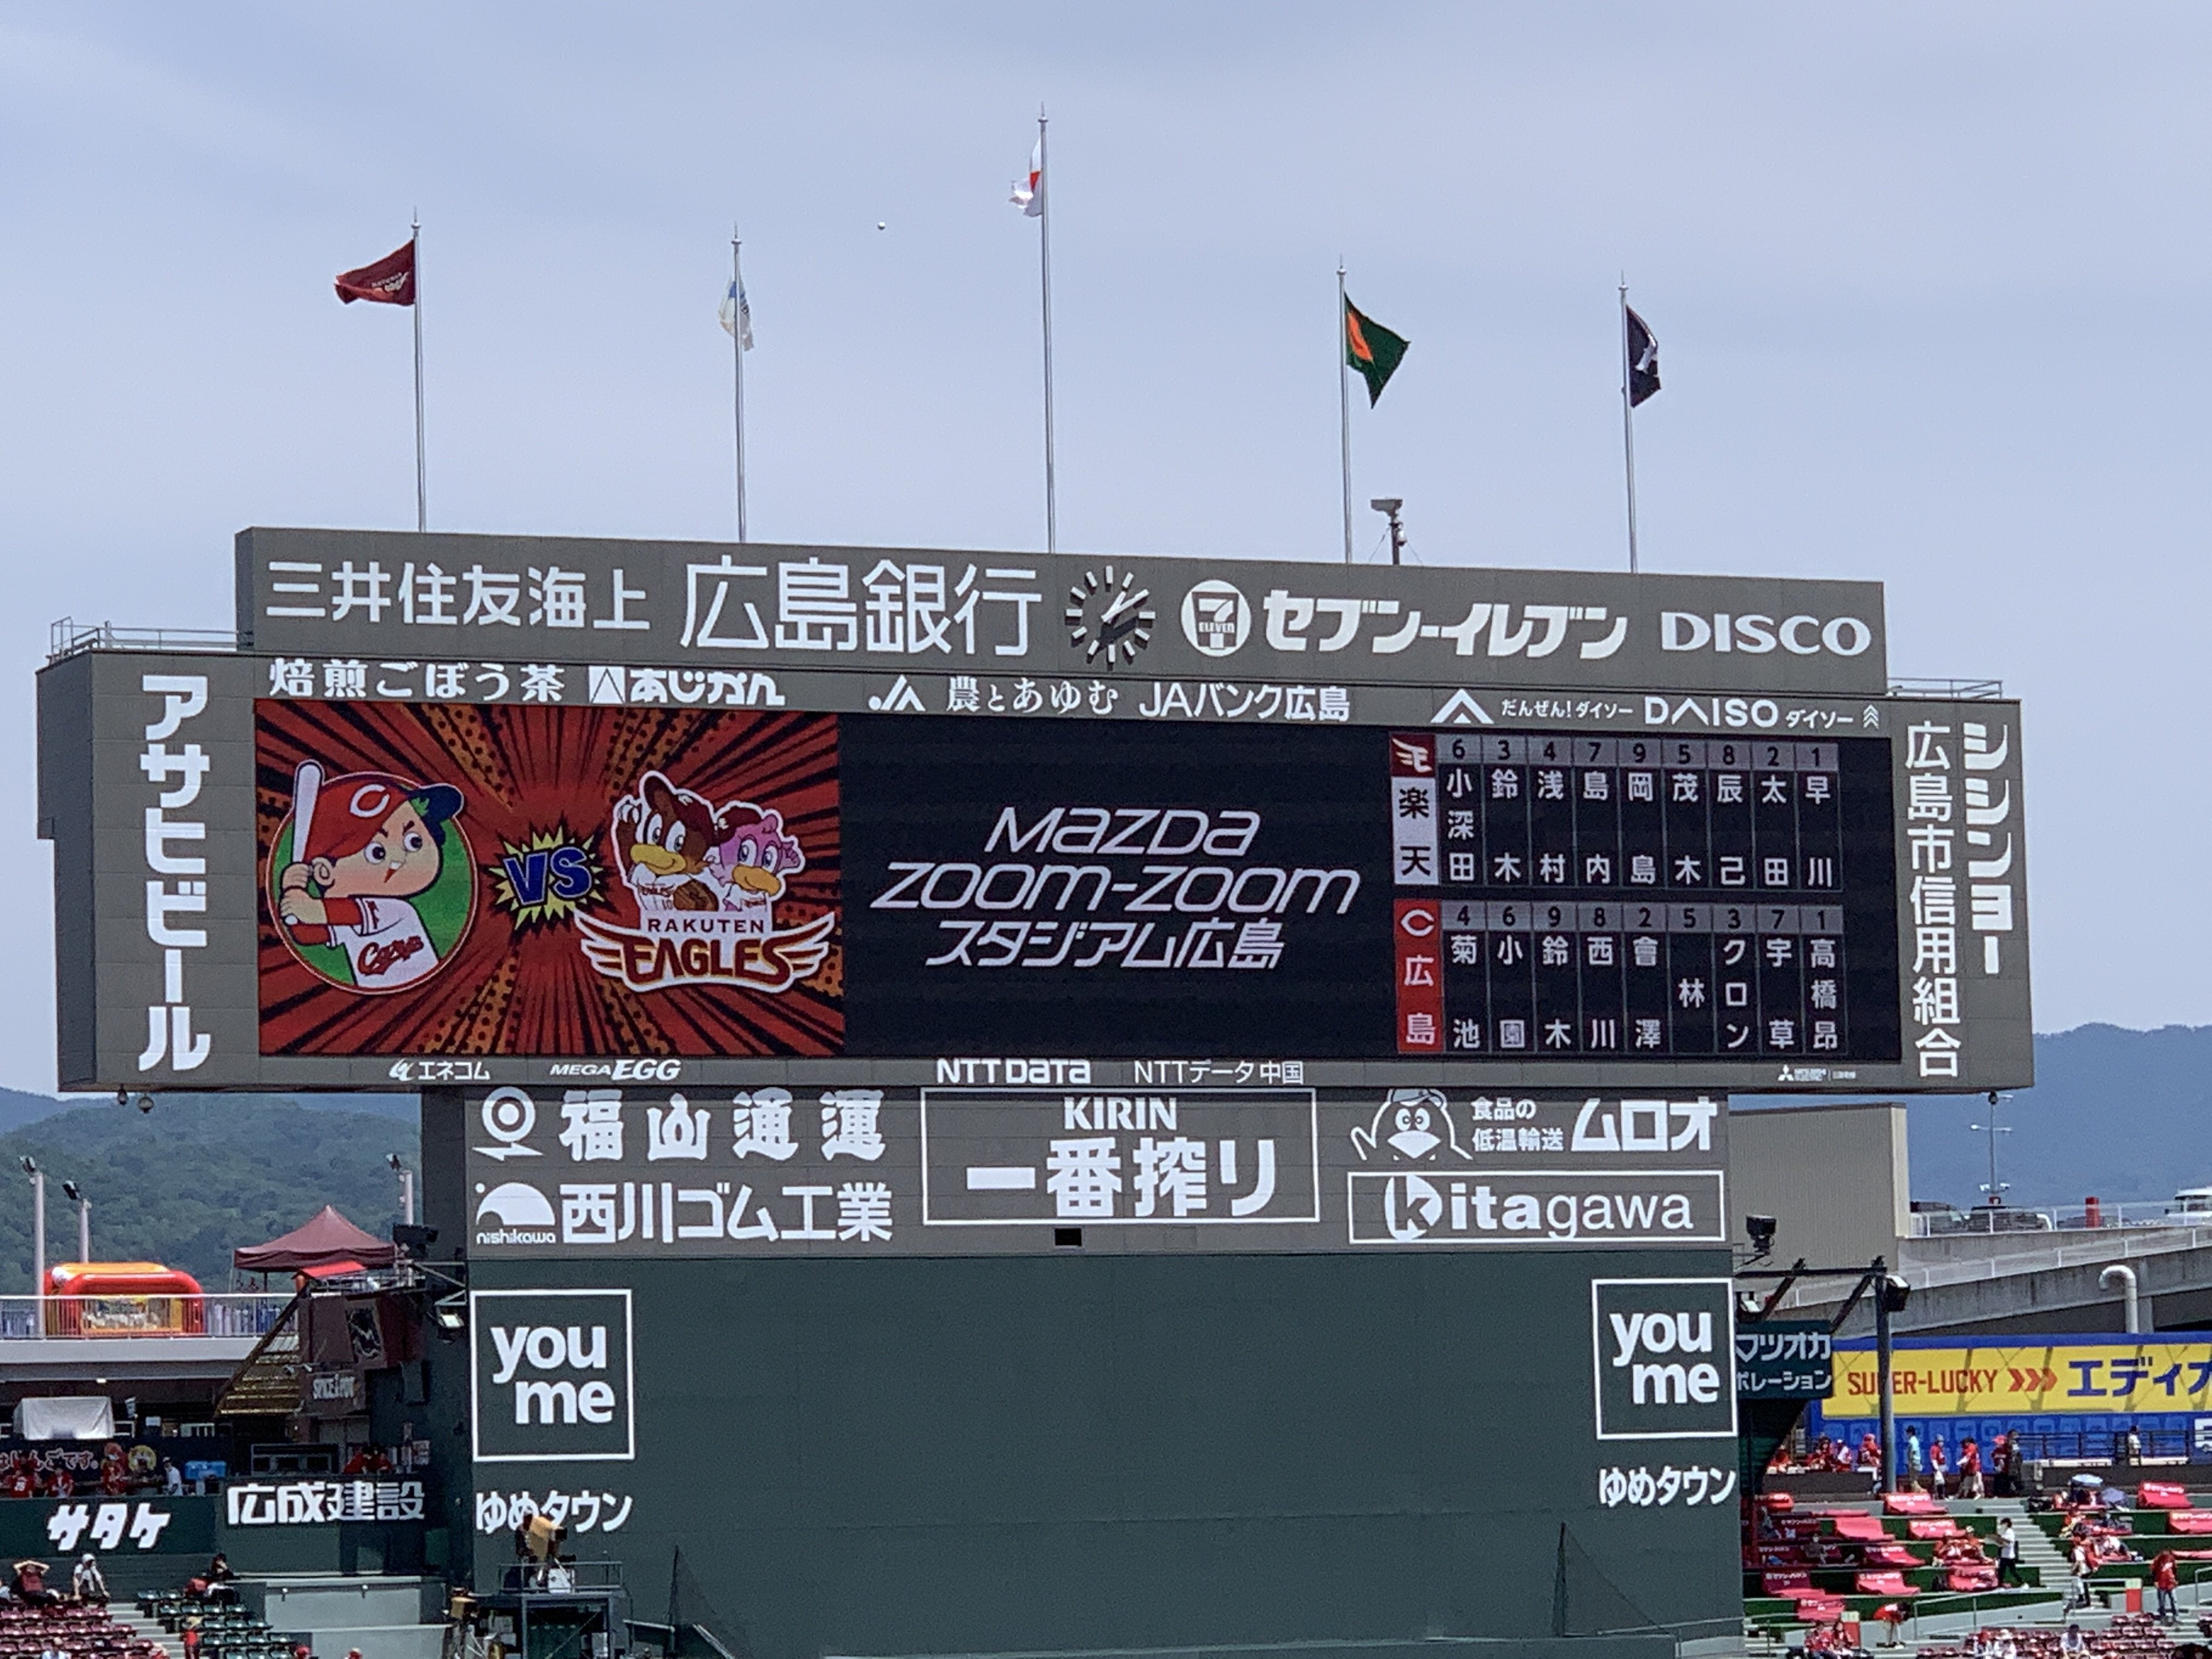 三井住友海上 広島銀行 7 ELEVEN セブン-イレブン DISCO
焙煎ごぼう茶 あじかん JA 農とあゆむ JAバンク広島 だんぜん!ダイソー DAISO ダイソー
アサヒビール
VS
C
Carp
RAKUTEN
EAGLES
mazda
zoom-zoom
スタジアム広島
6 3 4 7 9 5 8 2 1
楽天 小深田 鈴木 浅村 島内 岡島 茂木 辰己 太田 早川
4 6 9 8 2 5 3 7 1
C 広島 菊池 小園 鈴木 西川 會澤 林 クロン 宇草 高橋昂
シシンヨー
広島市信用組合
エネコム MEGA EGG NTT DATA NTTデータ中国
福山通運
KIRIN
一番搾り
食品の
低温輸送
ムロオ
nishikawa 西川ゴム工業
Kitagawa
you
me
ゆめタウン
you
me
ゆめタウン
マツオカ
ポレーション
SUPER-LUCKY エディオ
サタケ
広成建設